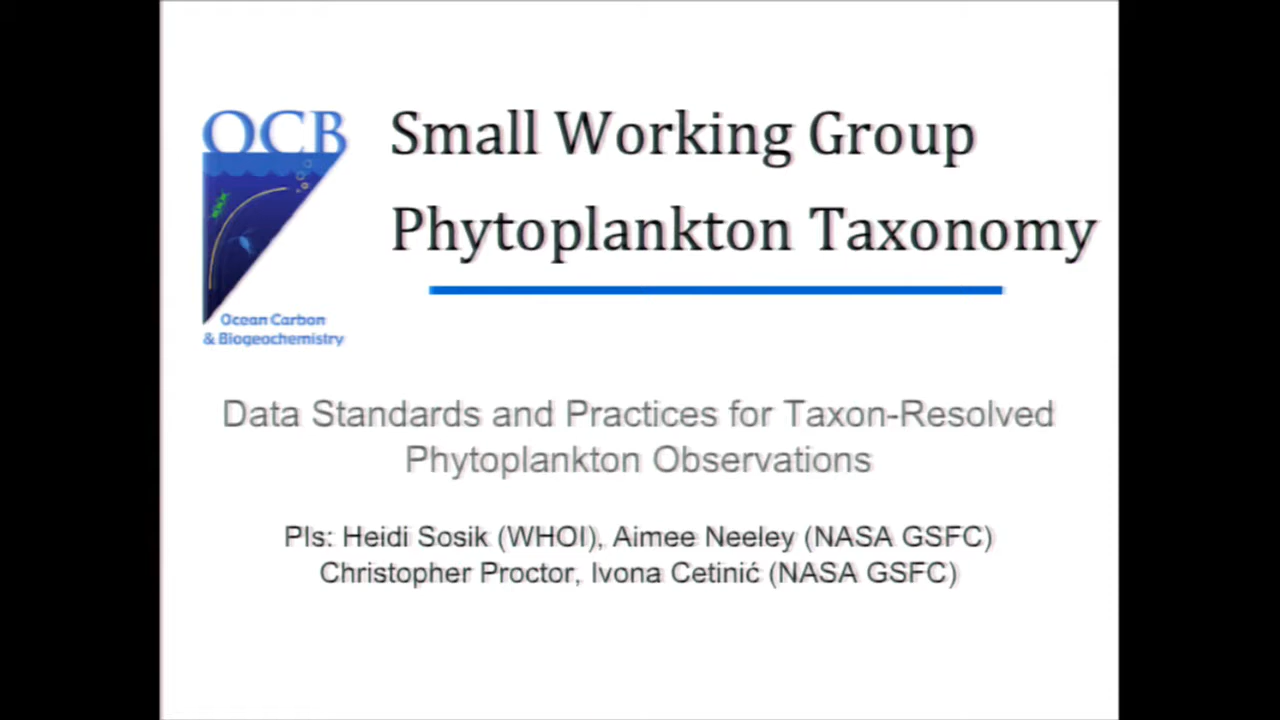 OCB
Ocean Carbon
& Biogeochemistry
Small Working Group
Phytoplankton Taxonomy
Data Standards and Practices for Taxon-Resolved
Phytoplankton Observations
PIs: Heidi Sosik (WHOI), Aimee Neeley (NASA GSFC)
Christopher Proctor, Ivona Cetinić (NASA GSFC)